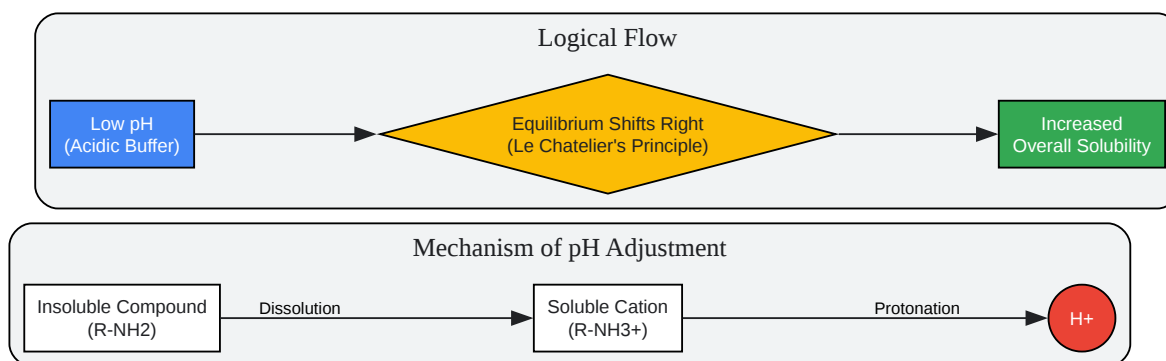 Logical Flow
Low pH
(Acidic Buffer)
Equilibrium Shifts Right
(Le Chatelier's Principle)
Increased
Overall Solubility
Mechanism of pH Adjustment
Insoluble Compound
(R-NH2)
Dissolution
Soluble Cation
(R-NH3+)
Protonation
H+